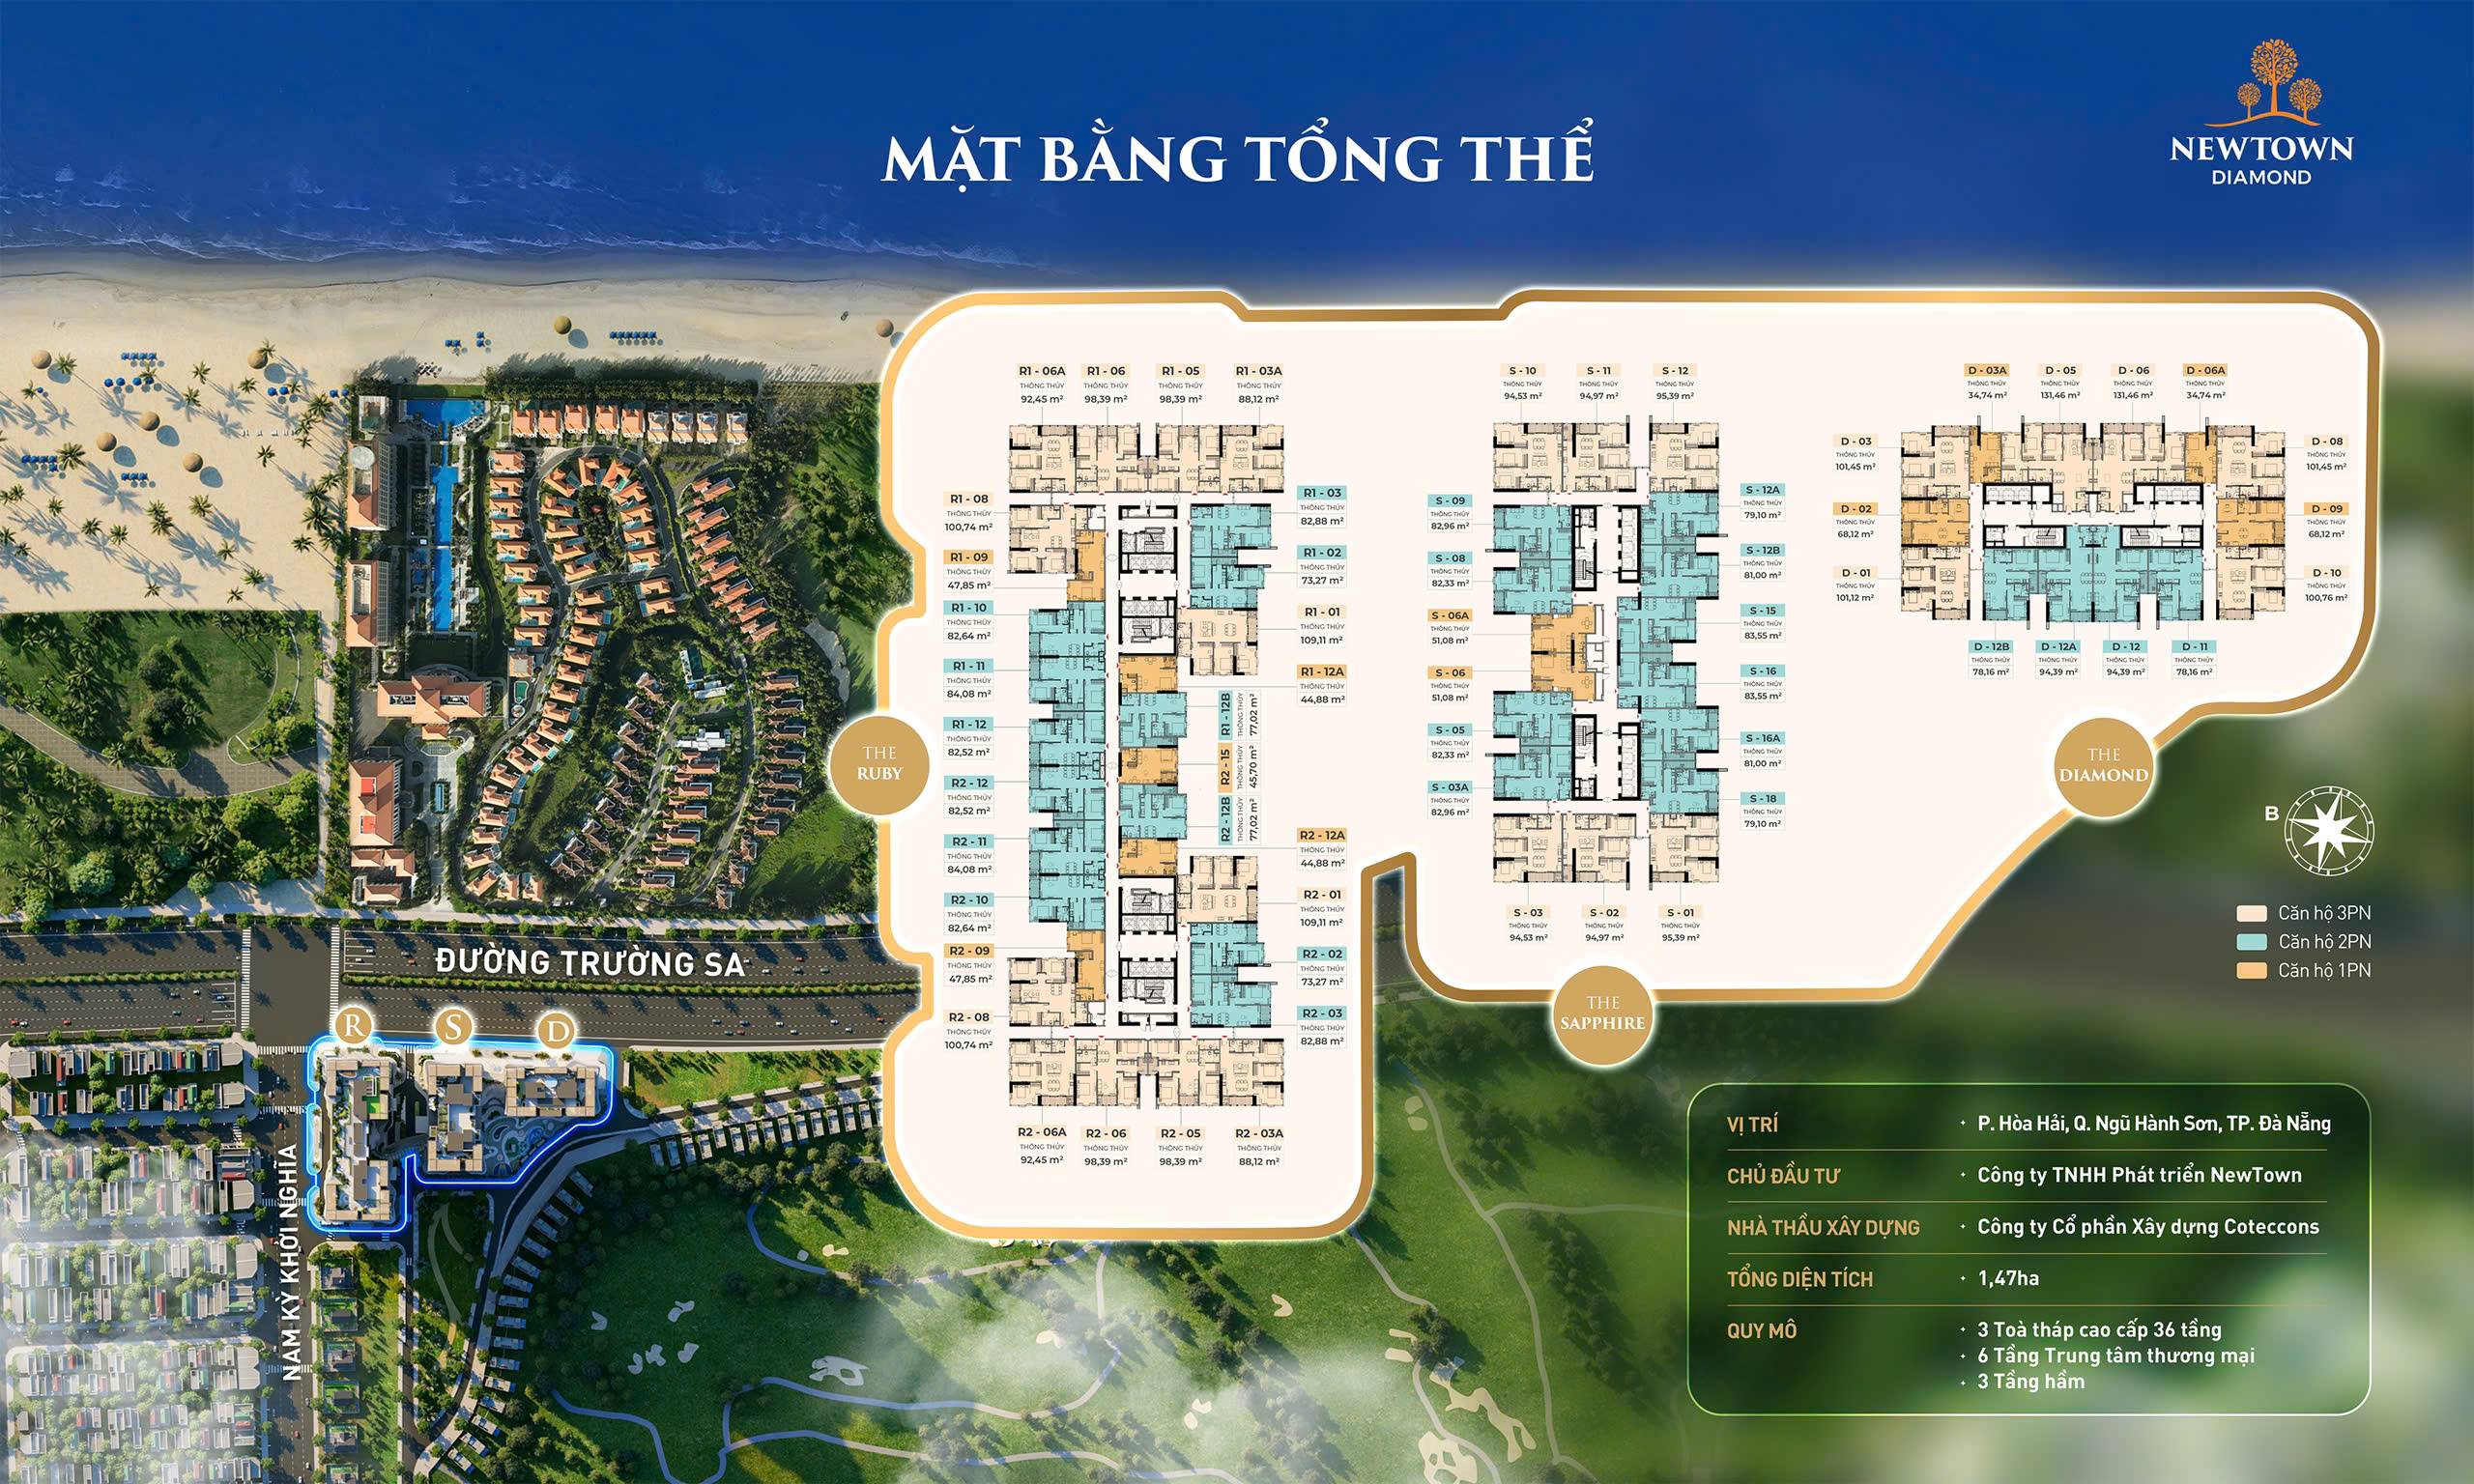 MẶT BẰNG TỔNG THỂ
NEWTOWN
DIAMOND
R1 - 06A
THÔNG THỦY
92,45 m²
R1 - 06
THÔNG THỦY
98,39 m²
R1 - 05
THÔNG THỦY
98,39 m²
R1 - 03A
THÔNG THỦY
88,12 m²
R1 - 08
THÔNG THỦY
100,74 m²
R1 - 09
THÔNG THỦY
47,85 m²
R1 - 10
THÔNG THỦY
82,64 m²
R1 - 11
THÔNG THỦY
84,08 m²
R1 - 12
THÔNG THỦY
82,52 m²
R2 - 12
THÔNG THỦY
82,52 m²
R2 - 11
THÔNG THỦY
84,08 m²
R2 - 10
THÔNG THỦY
82,64 m²
R2 - 09
THÔNG THỦY
47,85 m²
R2 - 08
THÔNG THỦY
100,74 m²
R1 - 03
THÔNG THỦY
82,88 m²
R1 - 02
THÔNG THỦY
73,27 m²
R1 - 01
THÔNG THỦY
109,11 m²
R1 - 12A
THÔNG THỦY
44,88 m²
R1 - 12B
THÔNG THỦY
77,02 m²
R2 - 15
THÔNG THỦY
45,70 m²
R2 - 12B
THÔNG THỦY
77,02 m²
R2 - 12A
THÔNG THỦY
44,88 m²
R2 - 01
THÔNG THỦY
109,11 m²
R2 - 02
THÔNG THỦY
73,27 m²
R2 - 03
THÔNG THỦY
82,88 m²
R2 - 06A
THÔNG THỦY
92,45 m²
R2 - 06
THÔNG THỦY
98,39 m²
R2 - 05
THÔNG THỦY
98,39 m²
R2 - 03A
THÔNG THỦY
88,12 m²
THE
RUBY
S - 10
THÔNG THỦY
94,53 m²
S - 11
THÔNG THỦY
94,97 m²
S - 12
THÔNG THỦY
95,39 m²
S - 09
THÔNG THỦY
82,96 m²
S - 08
THÔNG THỦY
82,33 m²
S - 06A
THÔNG THỦY
51,08 m²
S - 06
THÔNG THỦY
51,08 m²
S - 05
THÔNG THỦY
82,33 m²
S - 03A
THÔNG THỦY
82,96 m²
S - 12A
THÔNG THỦY
79,10 m²
S - 12B
THÔNG THỦY
81,00 m²
S - 15
THÔNG THỦY
83,55 m²
S - 16
THÔNG THỦY
83,55 m²
S - 16A
THÔNG THỦY
81,00 m²
S - 18
THÔNG THỦY
79,10 m²
S - 03
THÔNG THỦY
94,53 m²
S - 02
THÔNG THỦY
94,97 m²
S - 01
THÔNG THỦY
95,39 m²
THE
SAPPHIRE
D - 03A
THÔNG THỦY
34,74 m²
D - 05
THÔNG THỦY
131,46 m²
D - 06
THÔNG THỦY
131,46 m²
D - 06A
THÔNG THỦY
34,74 m²
D - 03
THÔNG THỦY
101,45 m²
D - 02
THÔNG THỦY
68,12 m²
D - 01
THÔNG THỦY
101,12 m²
D - 08
THÔNG THỦY
101,45 m²
D - 09
THÔNG THỦY
68,12 m²
D - 10
THÔNG THỦY
100,76 m²
D - 12B
THÔNG THỦY
78,16 m²
D - 12A
THÔNG THỦY
94,39 m²
D - 12
THÔNG THỦY
94,39 m²
D - 11
THÔNG THỦY
78,16 m²
THE
DIAMOND
B
Căn hộ 3PN
Căn hộ 2PN
Căn hộ 1PN
ĐƯỜNG TRƯỜNG SA
R
S
D
NAM KỲ KHỞI NGHĨA
VỊ TRÍ
P. Hòa Hải, Q. Ngũ Hành Sơn, TP. Đà Nẵng
CHỦ ĐẦU TƯ
Công ty TNHH Phát triển NewTown
NHÀ THẦU XÂY DỰNG
Công ty Cổ phần Xây dựng Coteccons
TỔNG DIỆN TÍCH
1,47ha
QUY MÔ
3 Toà tháp cao cấp 36 tầng
6 Tầng Trung tâm thương mại
3 Tầng hầm